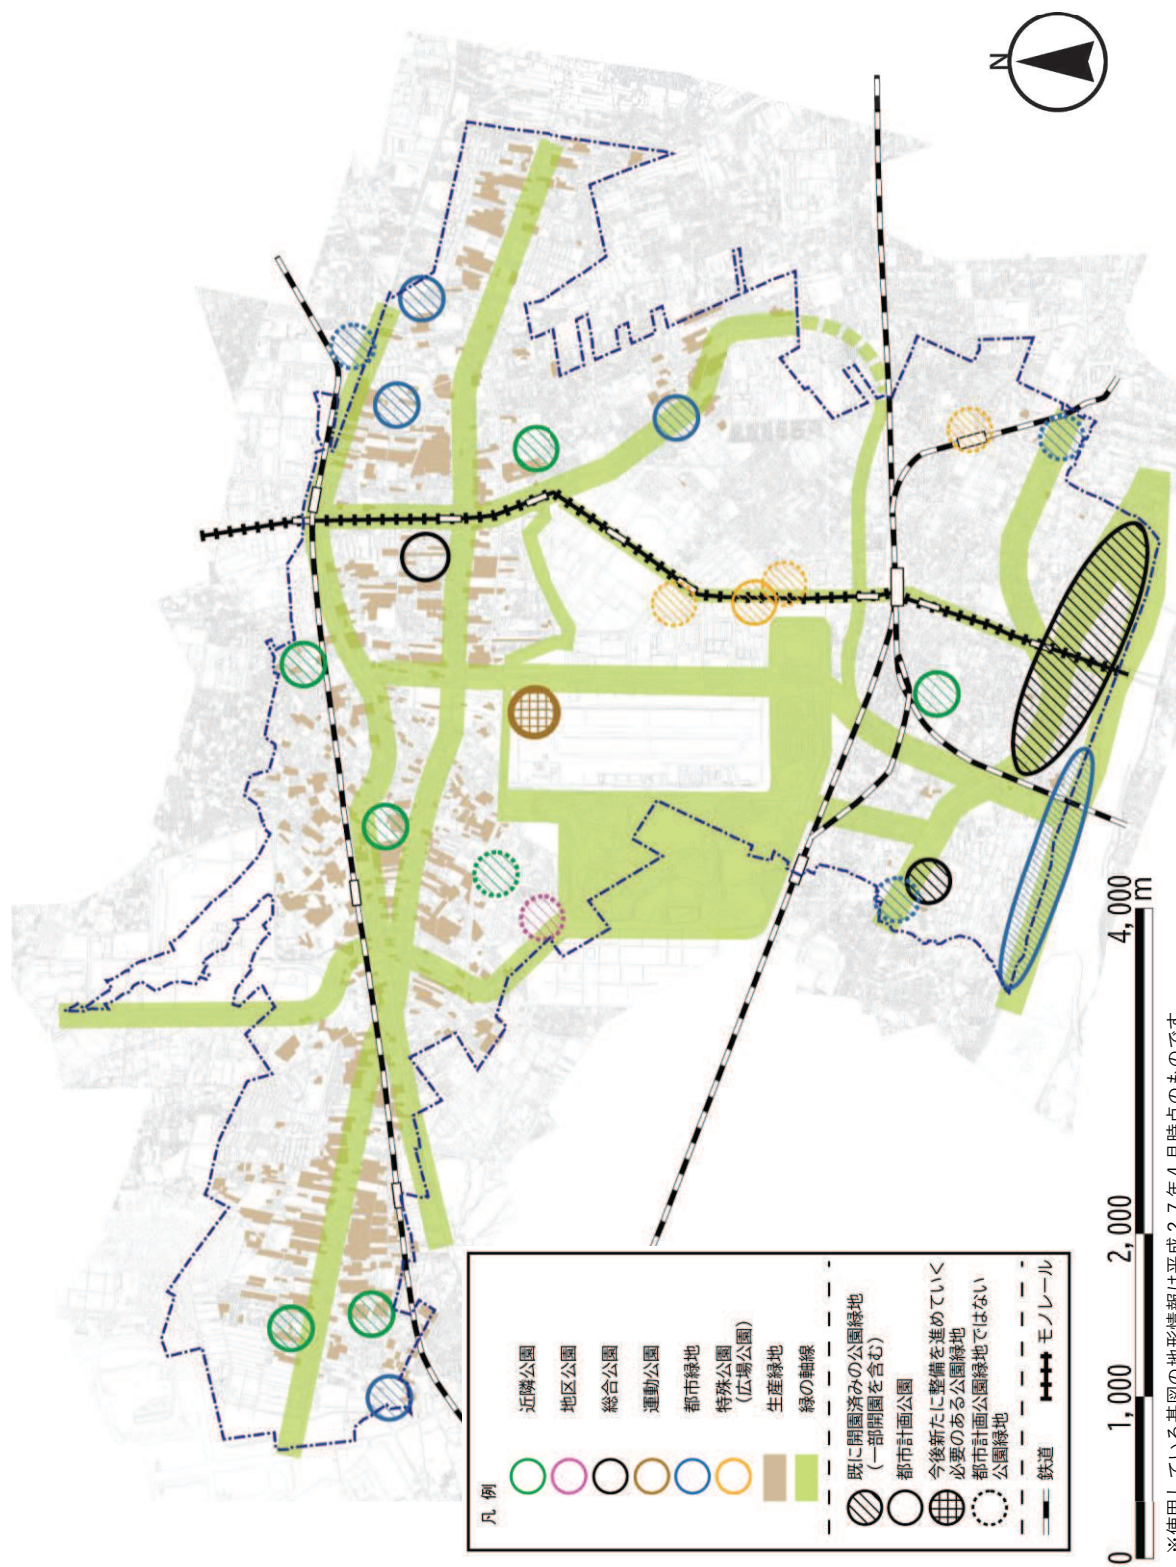 N
凡 例
近隣公園
地区公園
総合公園
運動公園
都市緑地
特殊公園
（広場公園）
生産緑地
緑の軸線
既に開園済みの公園緑地
（一部開園を含む）
都市計画公園
今後新たに整備を進めていく
必要のある公園緑地
都市計画公園緑地ではない
公園緑地
鉄道
モノレール
0 1,000 2,000 4,000
m
※使用している基図の地形情報は平成２７年４月時点のものです